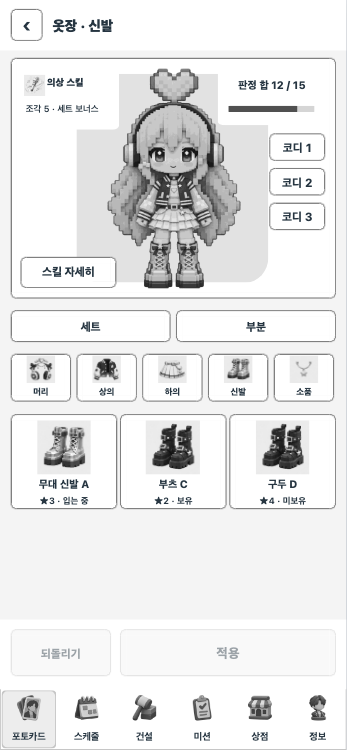 옷장 · 신발
의상 스킬
조각 5 · 세트 보너스
판정 합 12 / 15
코디 1
코디 2
코디 3
스킬 자세히
세트
부분
머리
상의
하의
신발
소품
무대 신발 A
★3 · 입는 중
부츠 C
★2 · 보유
구두 D
★4 · 미보유
되돌리기
적용
포토카드
스케줄
건설
미션
상점
정보